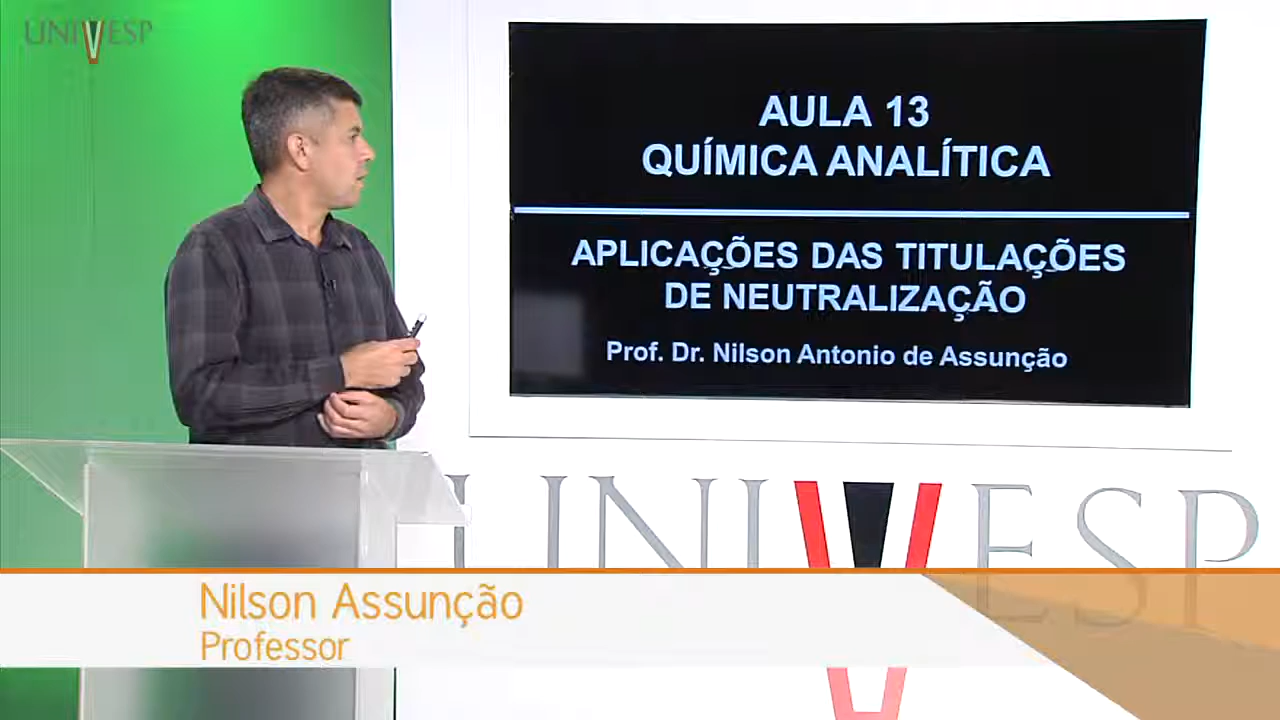 UNIVESP
AULA 13
QUÍMICA ANALÍTICA
APLICAÇÕES DAS TITULAÇÕES
DE NEUTRALIZAÇÃO
Prof. Dr. Nilson Antonio de Assunção
UNIVESP
Nilson Assunção
Professor